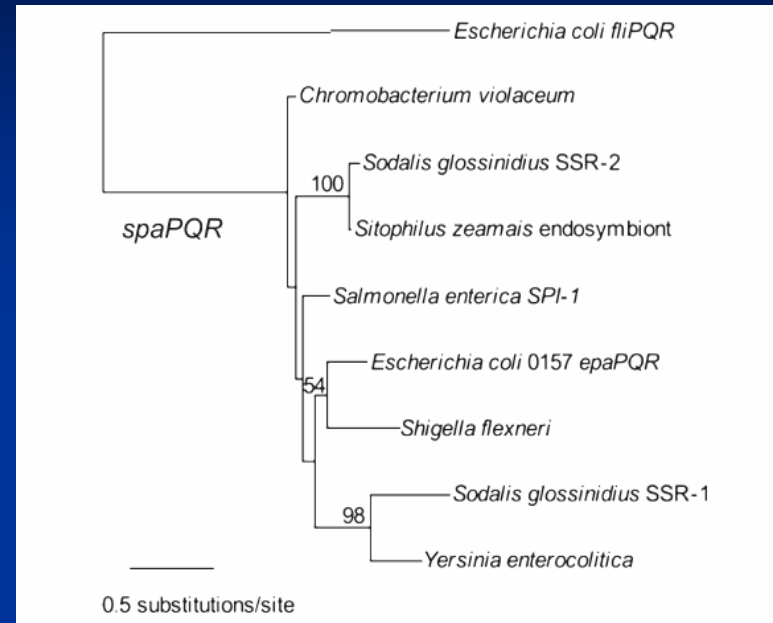 Escherichia coli fliPQR
Chromobacterium violaceum
Sodalis glossinidius SSR-2
100
Sitophilus zeamais endosymbiont
spaPQR
Salmonella enterica SPI-1
Escherichia coli 0157 epaPQR
54
Shigella flexneri
Sodalis glossinidius SSR-1
98
Yersinia enterocolitica
0.5 substitutions/site